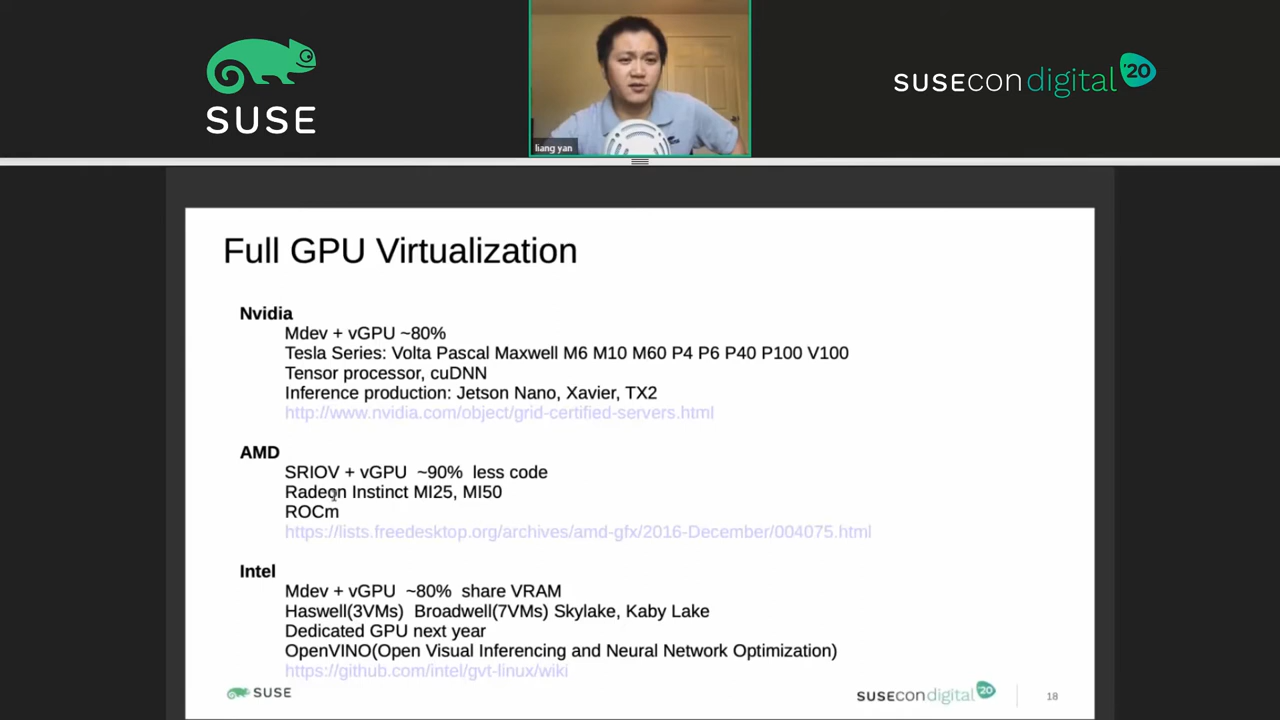 SUSE
liang yan
SUSEcon digital '20
Full GPU Virtualization
Nvidia
Mdev + vGPU ~80%
Tesla Series: Volta Pascal Maxwell M6 M10 M60 P4 P6 P40 P100 V100
Tensor processor, cuDNN
Inference production: Jetson Nano, Xavier, TX2
http://www.nvidia.com/object/grid-certified-servers.html
AMD
SRIOV + vGPU ~90% less code
Radeon Instinct MI25, MI50
ROCm
https://lists.freedesktop.org/archives/amd-gfx/2016-December/004075.html
Intel
Mdev + vGPU ~80% share VRAM
Haswell(3VMs) Broadwell(7VMs) Skylake, Kaby Lake
Dedicated GPU next year
OpenVINO(Open Visual Inferencing and Neural Network Optimization)
https://github.com/intel/gvt-linux/wiki
SUSE
SUSEcon digital '20
18